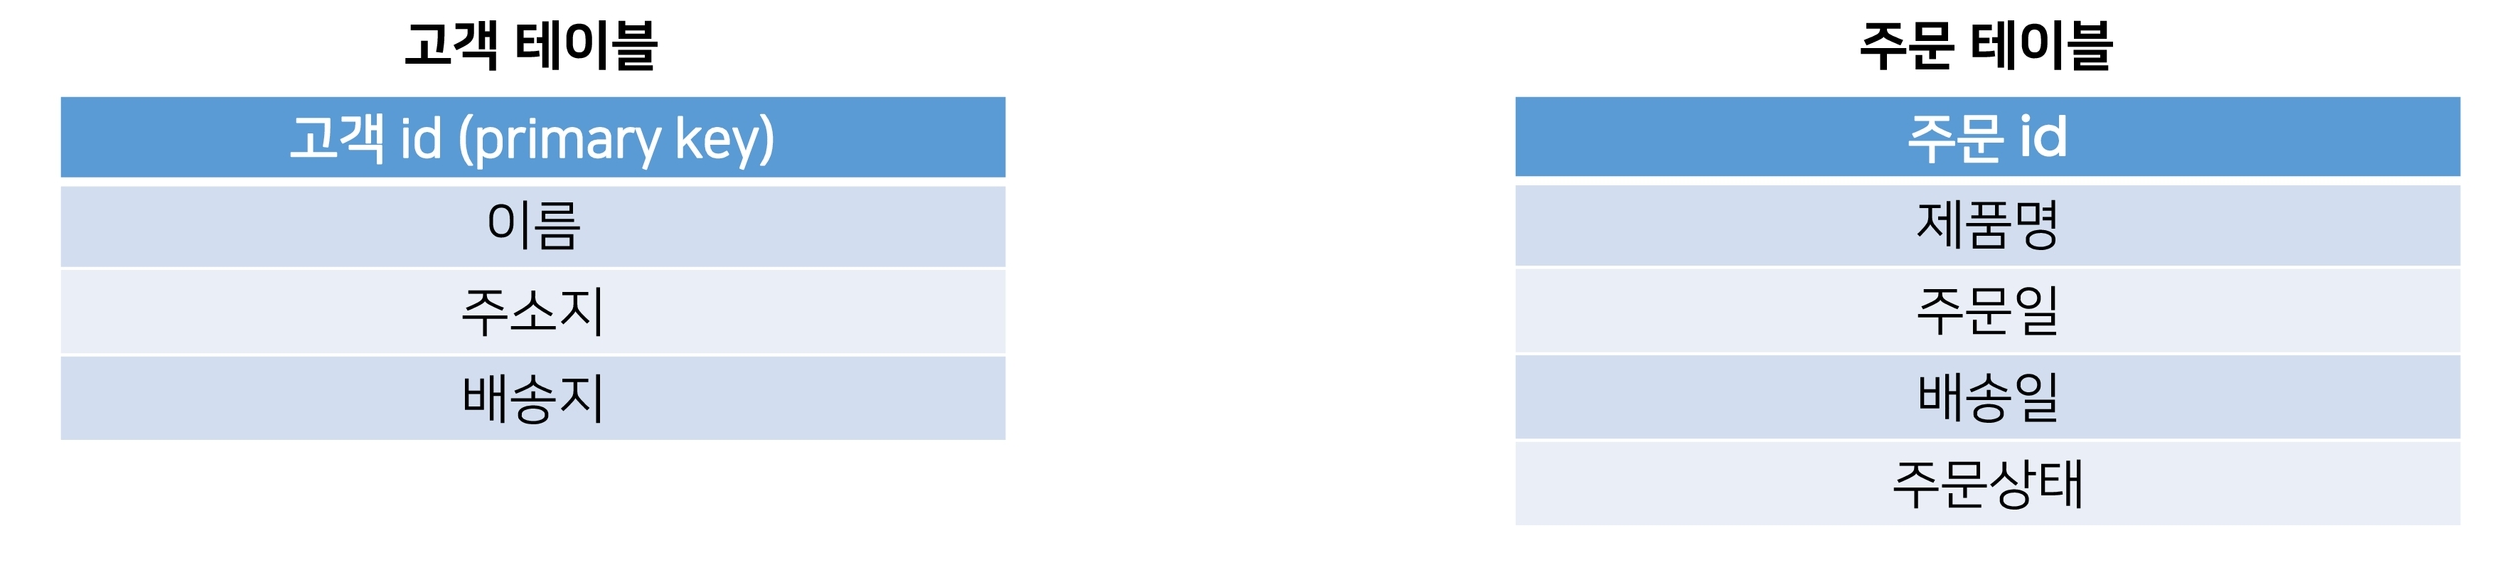 고객 테이블
고객 id (primary key)
이름
주소지
배송지
주문 테이블
주문 id
제품명
주문일
배송일
주문상태